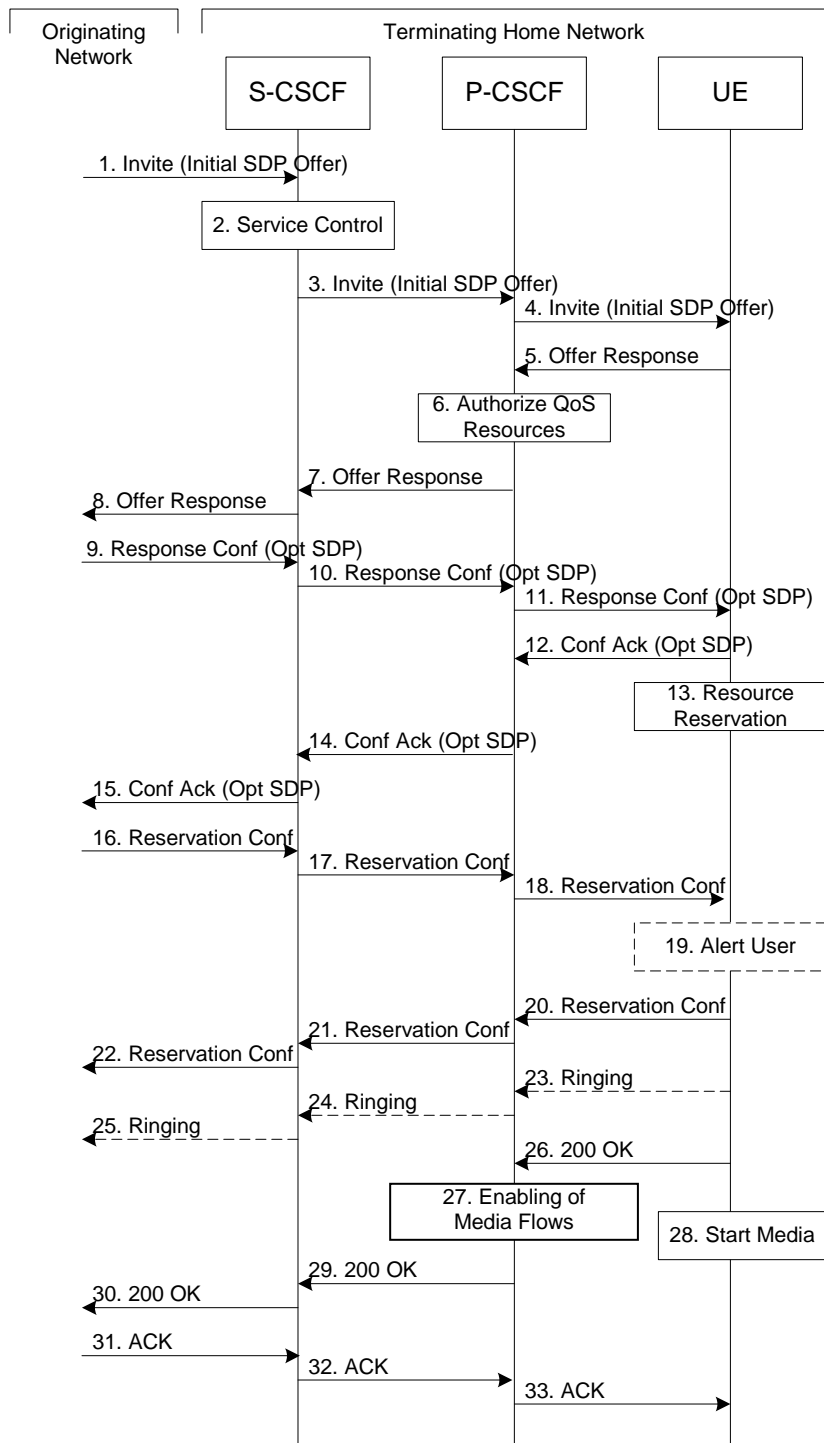 Originating
Network
Terminating Home Network
S-CSCF
P-CSCF
UE
1. Invite (Initial SDP Offer)
2. Service Control
3. Invite (Initial SDP Offer)
4. Invite (Initial SDP Offer)
5. Offer Response
6. Authorize QoS
Resources
7. Offer Response
8. Offer Response
9. Response Conf (Opt SDP)
10. Response Conf (Opt SDP)
11. Response Conf (Opt SDP)
12. Conf Ack (Opt SDP)
13. Resource
Reservation
14. Conf Ack (Opt SDP)
15. Conf Ack (Opt SDP)
16. Reservation Conf
17. Reservation Conf
18. Reservation Conf
19. Alert User
20. Reservation Conf
21. Reservation Conf
22. Reservation Conf
23. Ringing
24. Ringing
25. Ringing
26. 200 OK
27. Enabling of
Media Flows
28. Start Media
29. 200 OK
30. 200 OK
31. ACK
32. ACK
33. ACK